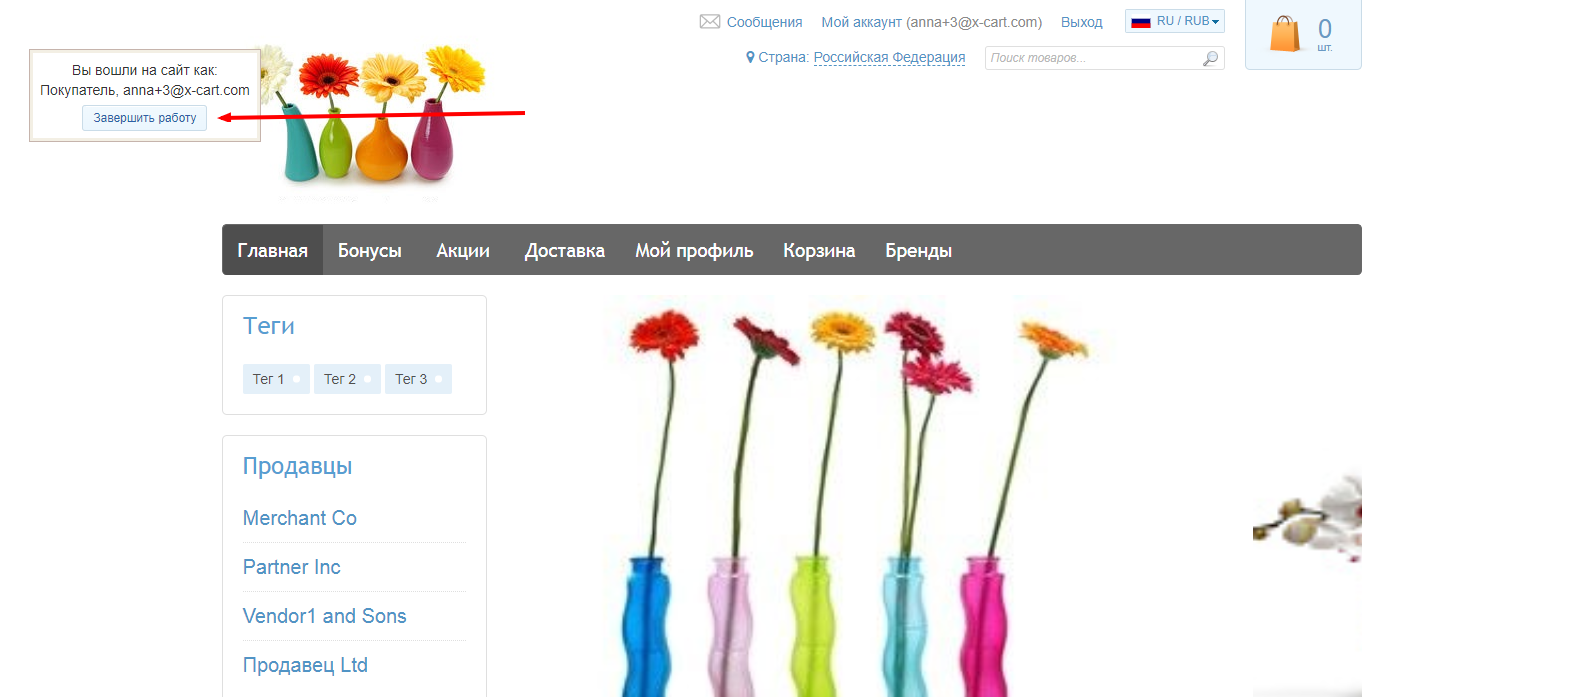 Сообщения Мой аккаунт (anna+3@x-cart.com) Выход RU / RUB
0
шт.
Страна: Российская Федерация Поиск товаров...
Вы вошли на сайт как:
Покупатель, anna+3@x-cart.com
Завершить работу
Главная Бонусы Акции Доставка Мой профиль Корзина Бренды
Теги
Тег 1 Тег 2 Тег 3
Продавцы
Merchant Co
Partner Inc
Vendor1 and Sons
Продавец Ltd